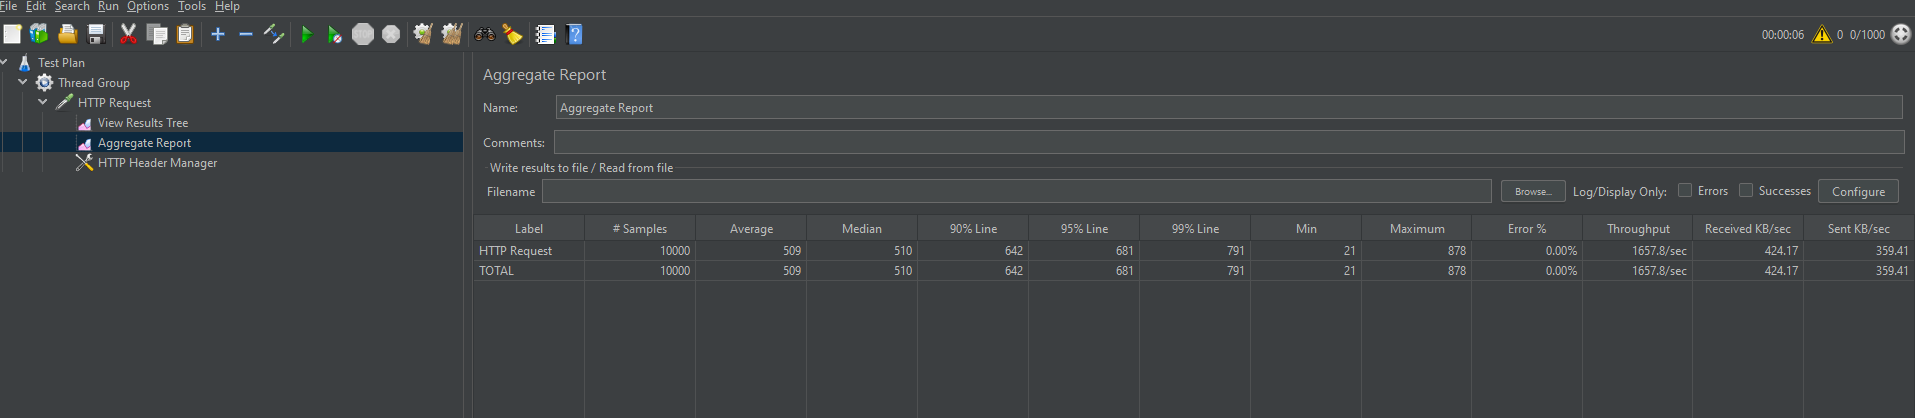 File Edit Search Run Options Tools Help
STOP 00:00:06 0 0/1000
Test Plan
Thread Group
HTTP Request
View Results Tree
Aggregate Report
HTTP Header Manager
Aggregate Report
Name: Aggregate Report
Comments:
Write results to file / Read from file
Filename Browse... Log/Display Only: Errors Successes Configure
Label # Samples Average Median 90% Line 95% Line 99% Line Min Maximum Error % Throughput Received KB/sec Sent KB/sec
HTTP Request 10000 509 510 642 681 791 21 878 0.00% 1657.8/sec 424.17 359.41
TOTAL 10000 509 510 642 681 791 21 878 0.00% 1657.8/sec 424.17 359.41